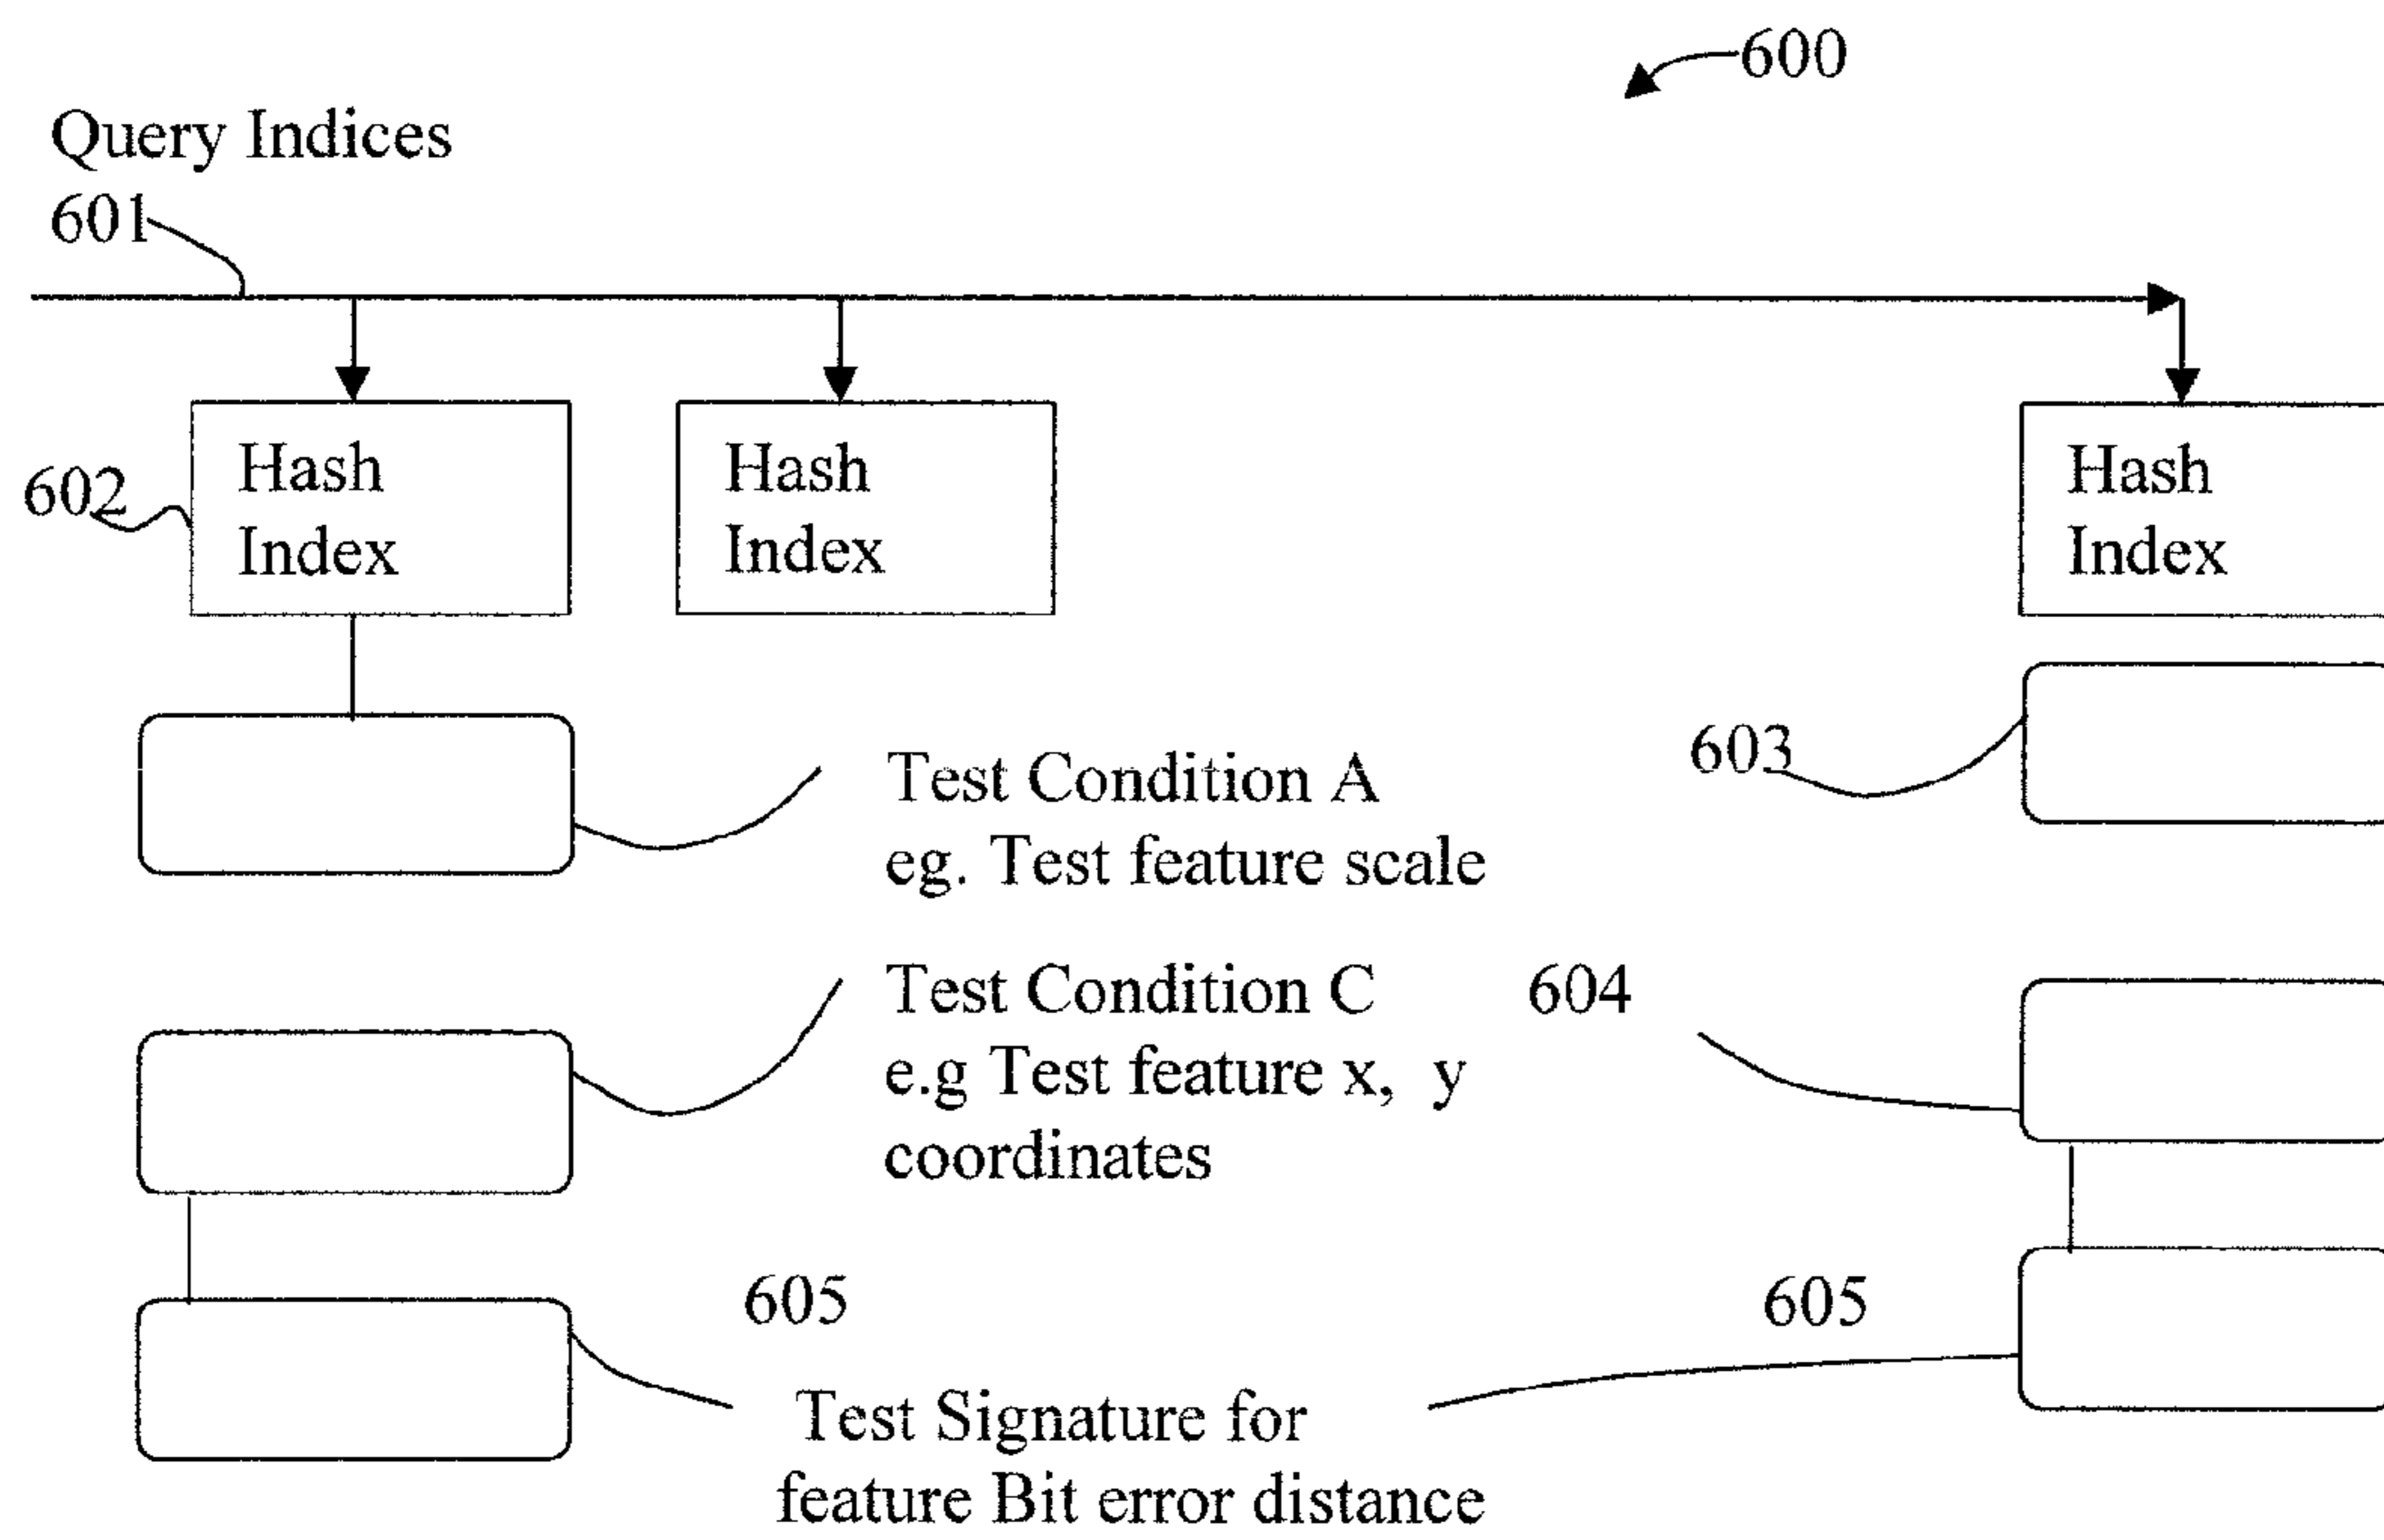 600
Query Indices
601
Hash
Index
Hash
Index
Hash
Index
602
Test Condition A
eg. Test feature scale
603
Test Condition C
e.g Test feature x, y
coordinates
604
605
605
Test Signature for
feature Bit error distance